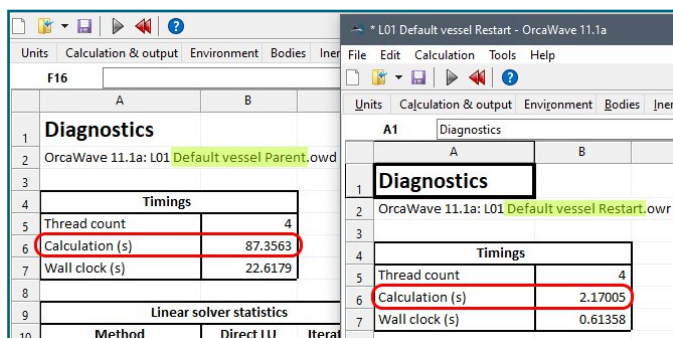 Units Calculation & output Environment Bodies
F16
A B
1 Diagnostics
2 OrcaWave 11.1a: L01 Default vessel Parent.owd
3
4 Timings
5 Thread count 4
6 Calculation (s) 87.3563
7 Wall clock (s) 22.6179
8
9 Linear solver statistics
10 Method Direct LU
* L01 Default vessel Restart - OrcaWave 11.1a
File Edit Calculation Tools Help
Units Calculation & output Environment Bodies
A1 Diagnostics
A B
1 Diagnostics
2 OrcaWave 11.1a: L01 Default vessel Restart.owr
3
4 Timings
5 Thread count 4
6 Calculation (s) 2.17005
7 Wall clock (s) 0.61358